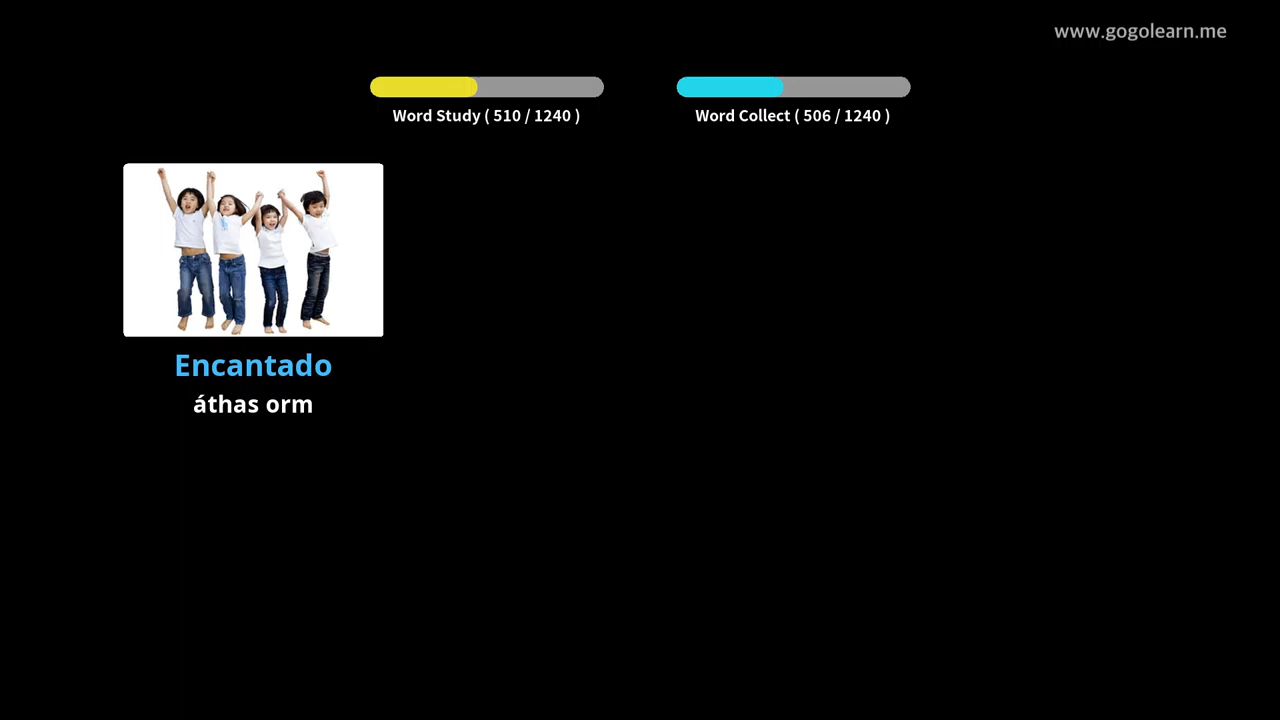 www.gogolearn.me
Word Study ( 510 / 1240 )
Word Collect ( 506 / 1240 )
Encantado
áthas orm